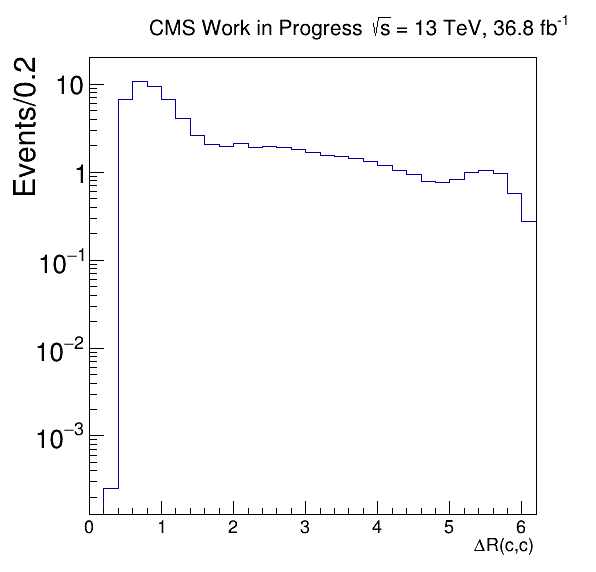 CMS Work in Progress √s = 13 TeV, 36.8 fb⁻¹
Events/0.2
10
1
10⁻¹
10⁻²
10⁻³
0 1 2 3 4 5 6
ΔR(c,c)